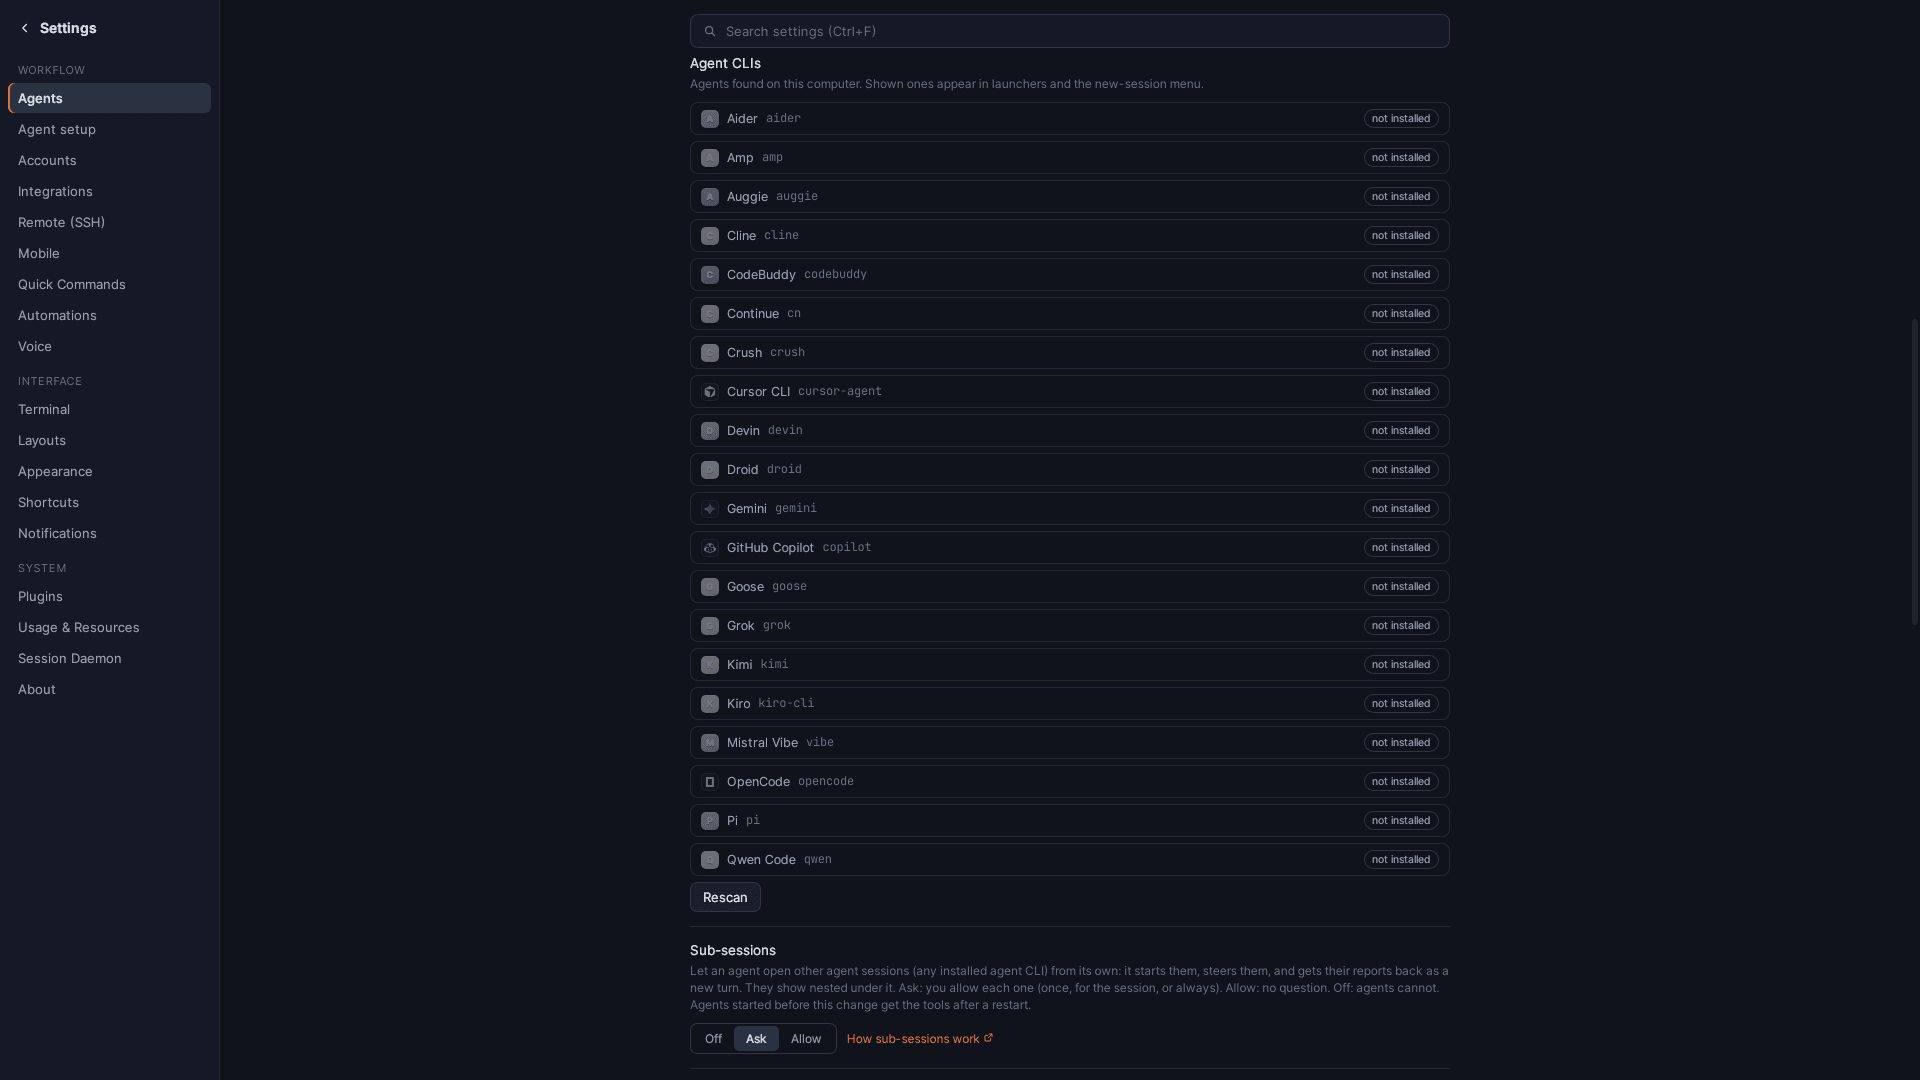 Settings
WORKFLOW
Agents
Agent setup
Accounts
Integrations
Remote (SSH)
Mobile
Quick Commands
Automations
Voice
INTERFACE
Terminal
Layouts
Appearance
Shortcuts
Notifications
SYSTEM
Plugins
Usage & Resources
Session Daemon
About
Search settings (Ctrl+F)
Agent CLIs
Agents found on this computer. Shown ones appear in launchers and the new-session menu.
A Aider aider not installed
A Amp amp not installed
A Auggie auggie not installed
C Cline cline not installed
C CodeBuddy codebuddy not installed
C Continue cn not installed
C Crush crush not installed
Cursor CLI cursor-agent not installed
D Devin devin not installed
D Droid droid not installed
Gemini gemini not installed
GitHub Copilot copilot not installed
G Goose goose not installed
G Grok grok not installed
K Kimi kimi not installed
K Kiro kiro-cli not installed
M Mistral Vibe vibe not installed
OpenCode opencode not installed
P Pi pi not installed
Q Qwen Code qwen not installed
Rescan
Sub-sessions
Let an agent open other agent sessions (any installed agent CLI) from its own: it starts them, steers them, and gets their reports back as a
new turn. They show nested under it. Ask: you allow each one (once, for the session, or always). Allow: no question. Off: agents cannot.
Agents started before this change get the tools after a restart.
Off Ask Allow How sub-sessions work